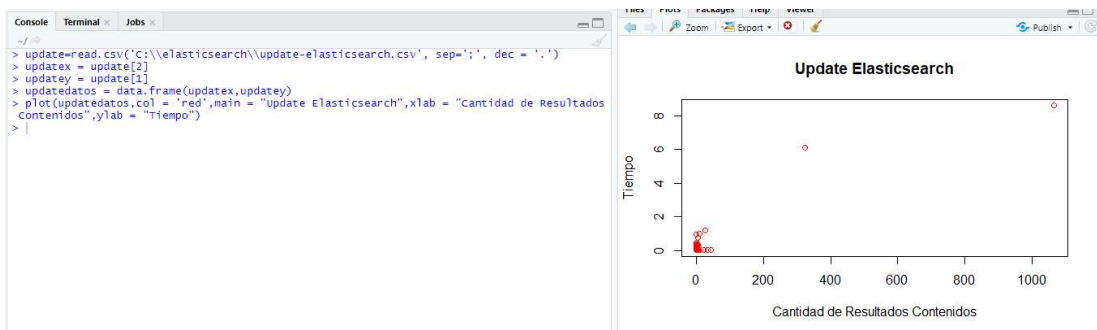 Console Terminal × Jobs ×
~/
> update=read.csv('C:\\elasticsearch\\update-elasticsearch.csv', sep=';', dec = '.')
> updatex = update[2]
> updatey = update[1]
> updatedatos = data.frame(updatex,updatey)
> plot(updatedatos,col = 'red',main = "Update Elasticsearch",xlab = "Cantidad de Resultados
Contenidos",ylab = "Tiempo")
>
Files Plots Packages Help Viewer
Zoom Export Publish
Update Elasticsearch
Tiempo
8
6
4
2
0
0 200 400 600 800 1000
Cantidad de Resultados Contenidos